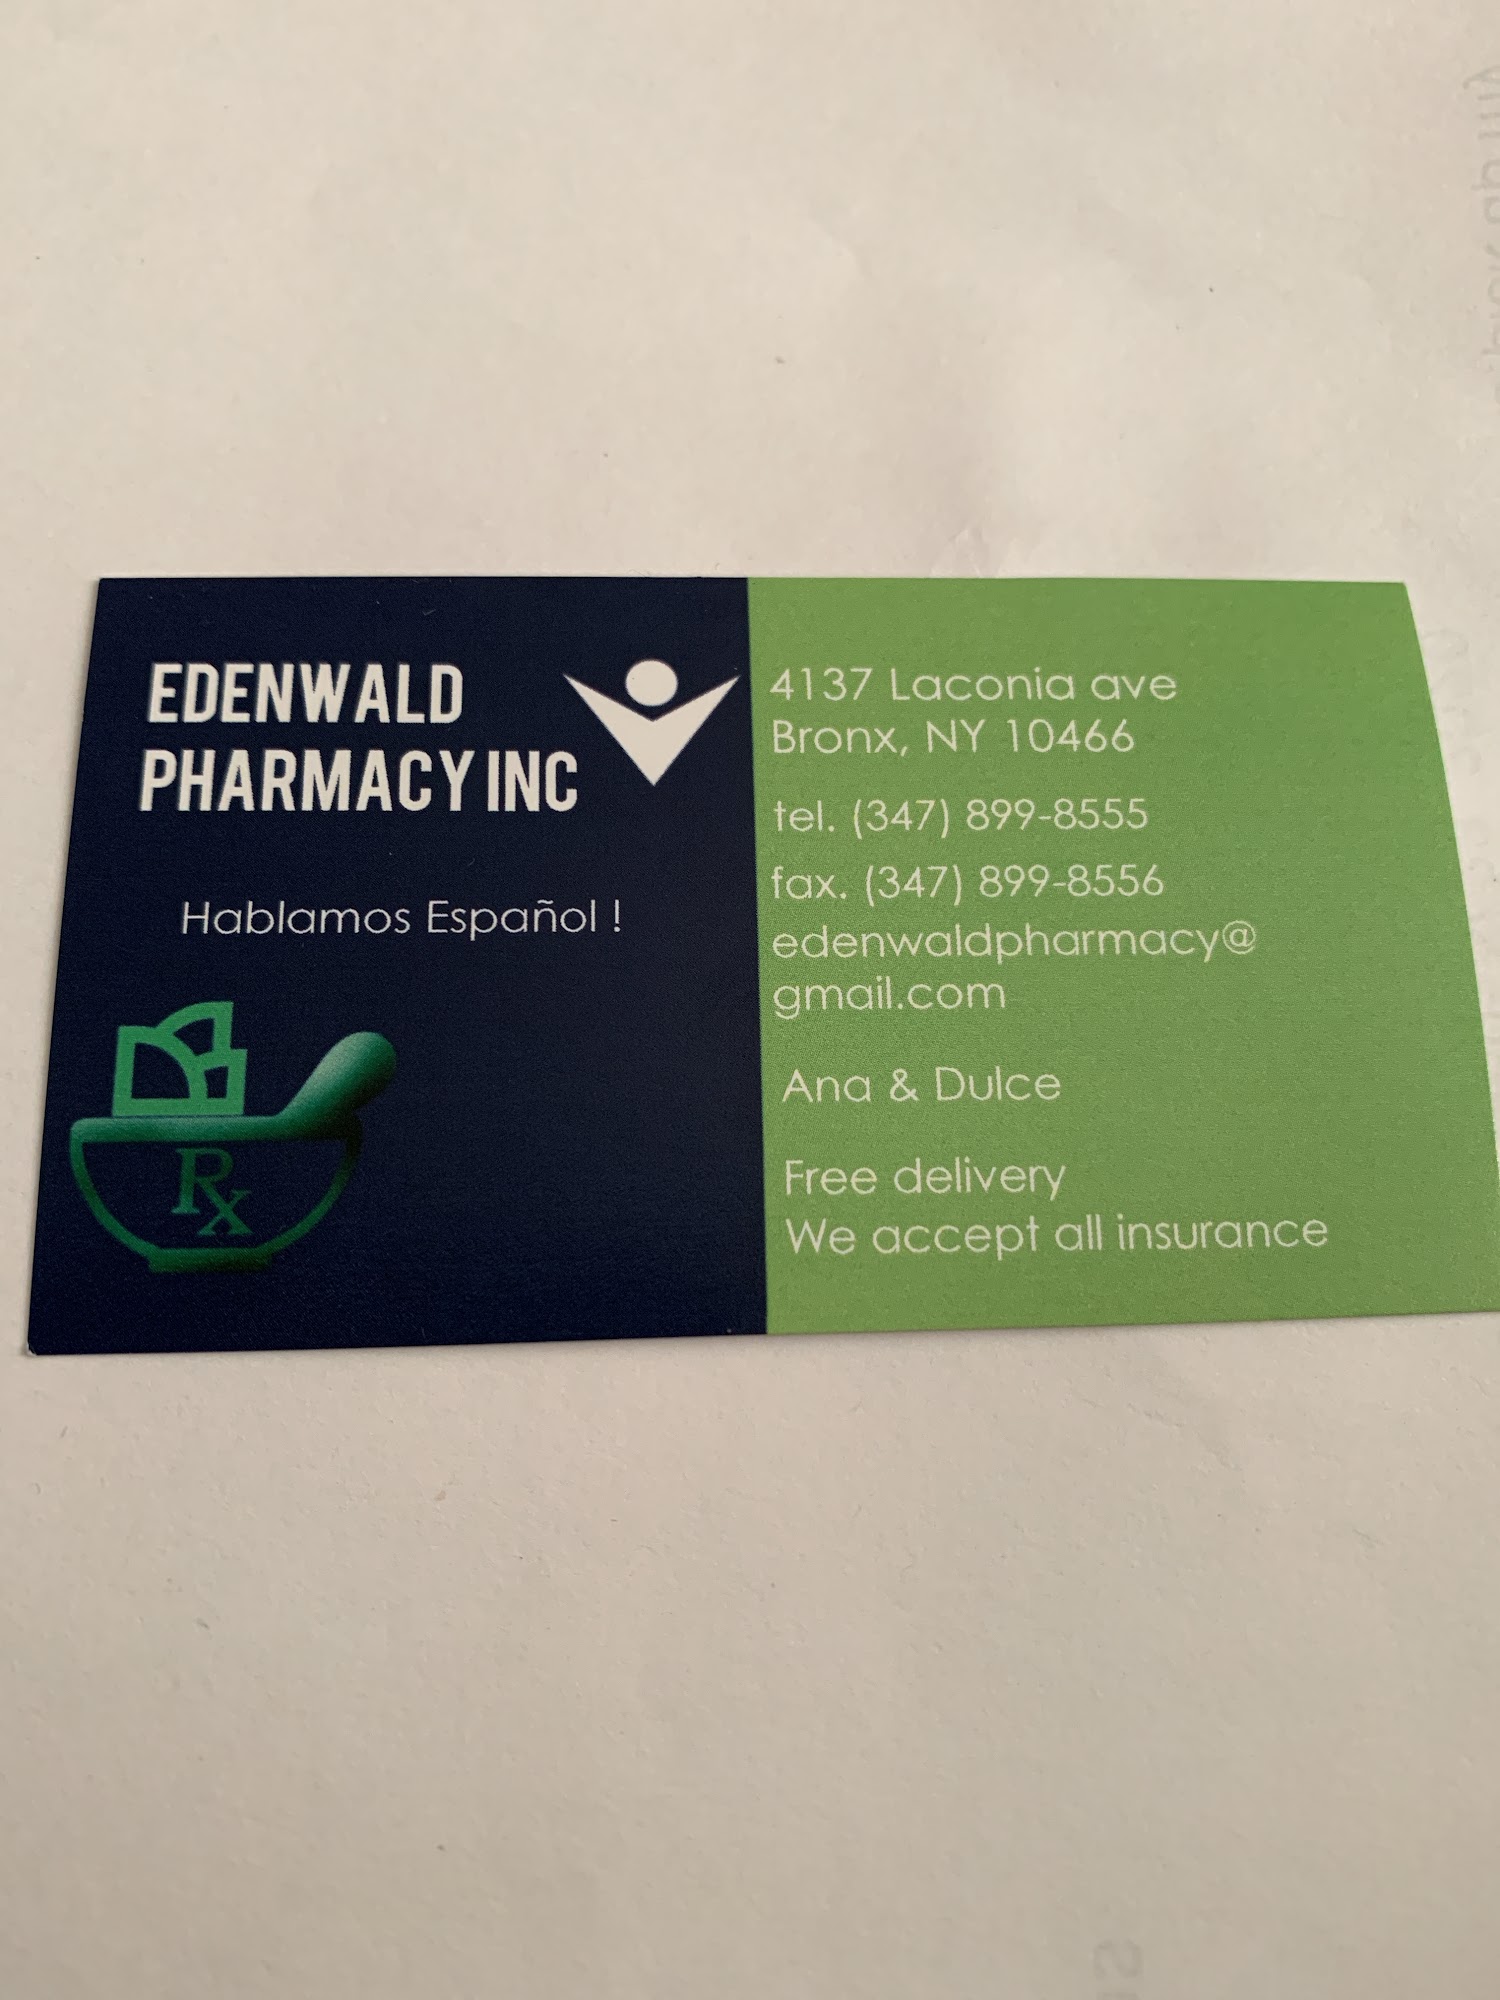 EDENWALD
PHARMACY INC
Hablamos Español !
Rx
4137 Laconia ave
Bronx, NY 10466
tel. (347) 899-8555
fax. (347) 899-8556
edenwaldpharmacy@
gmail.com
Ana & Dulce
Free delivery
We accept all insurance